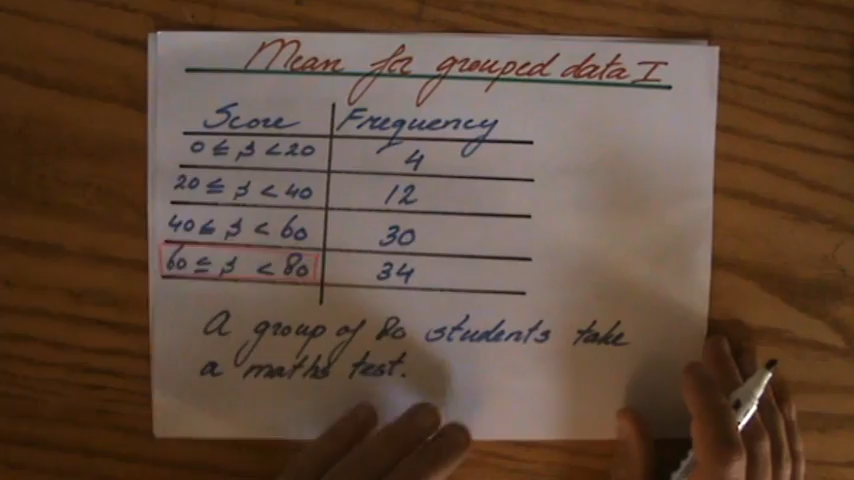 Mean for grouped data I
Score Frequency
0 ≤ s < 20 4
20 ≤ s < 40 12
40 ≤ s < 60 30
60 ≤ s < 80 34
A group of 80 students take
a maths test.